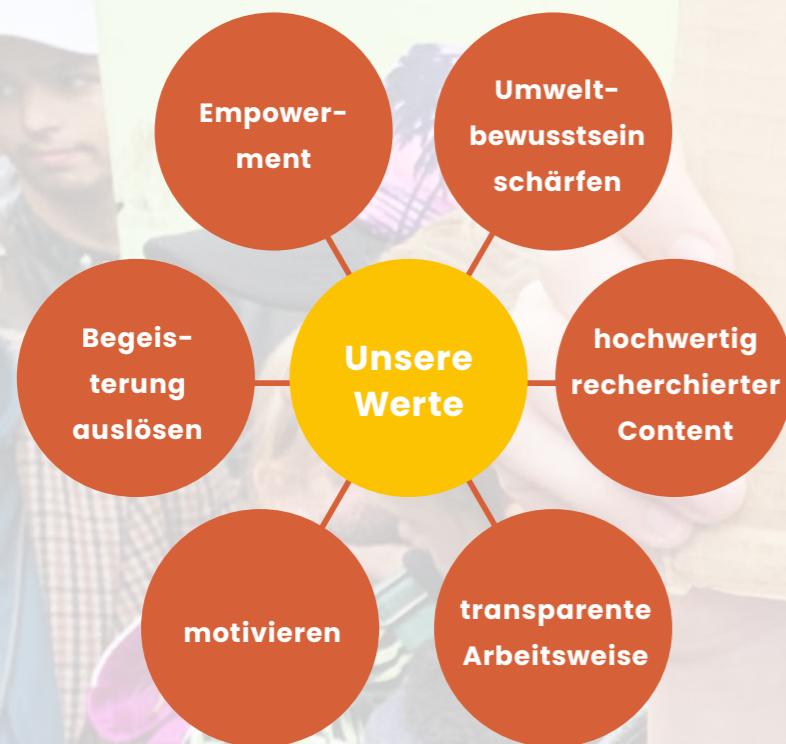 Empower-
ment
Umwelt-
bewusstsein
schärfen
Begeis-
terung
auslösen
Unsere
Werte
hochwertig
recherchierter
Content
motivieren
transparente
Arbeitsweise